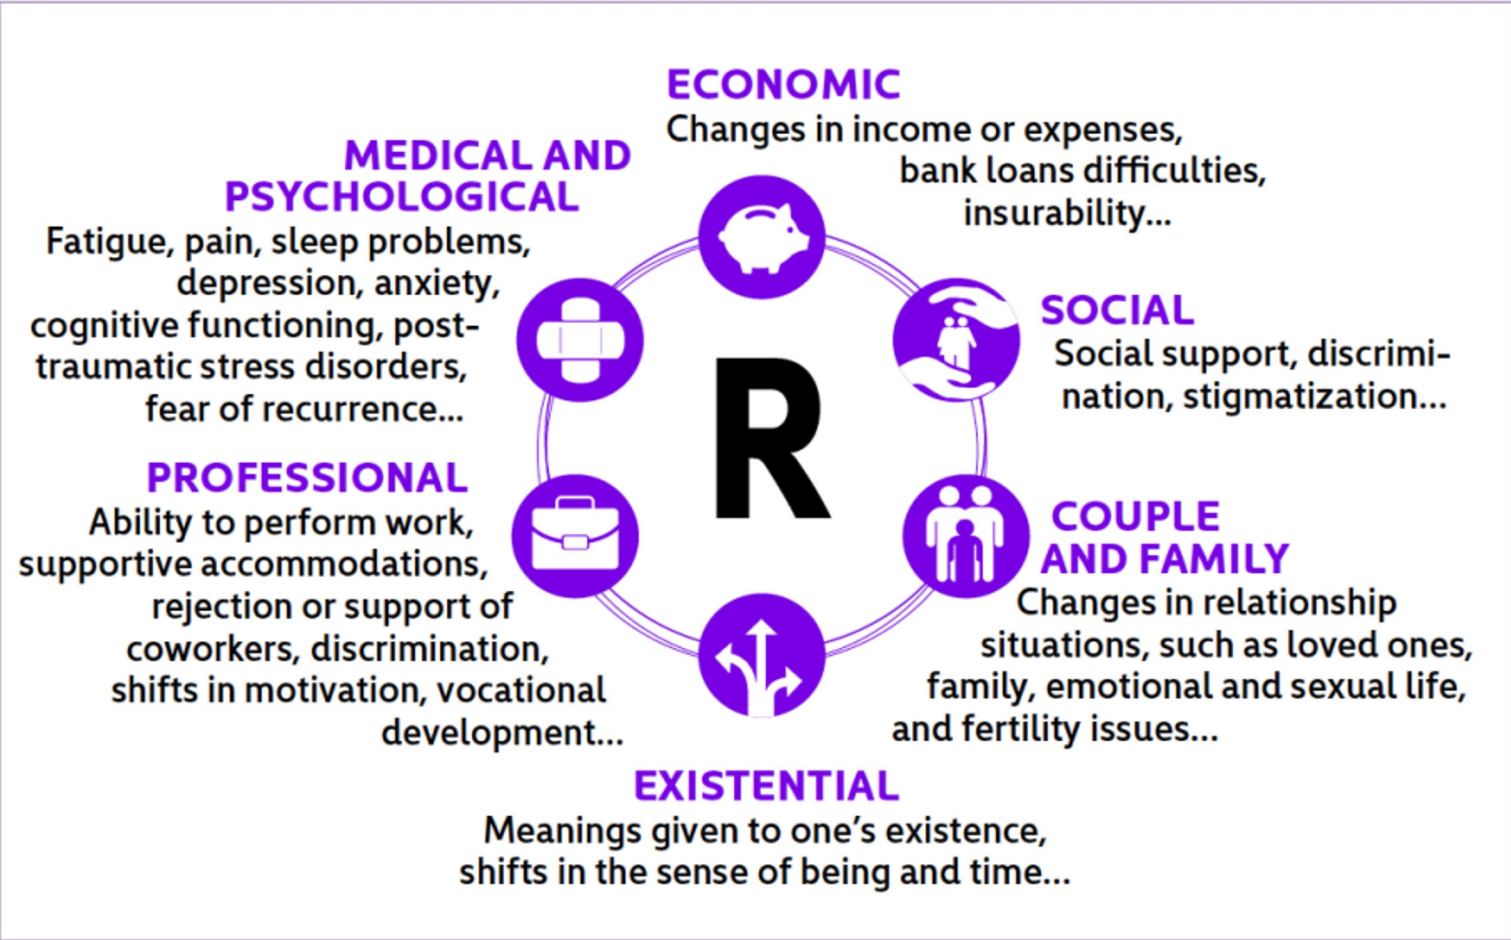 ECONOMIC
Changes in income or expenses,
bank loans difficulties,
insurability...
MEDICAL AND
PSYCHOLOGICAL
Fatigue, pain, sleep problems,
depression, anxiety,
cognitive functioning, post-
traumatic stress disorders,
fear of recurrence...
SOCIAL
Social support, discrimi-
nation, stigmatization...
R
PROFESSIONAL
Ability to perform work,
supportive accommodations,
rejection or support of
coworkers, discrimination,
shifts in motivation, vocational
development...
COUPLE
AND FAMILY
Changes in relationship
situations, such as loved ones,
family, emotional and sexual life,
and fertility issues...
EXISTENTIAL
Meanings given to one’s existence,
shifts in the sense of being and time...